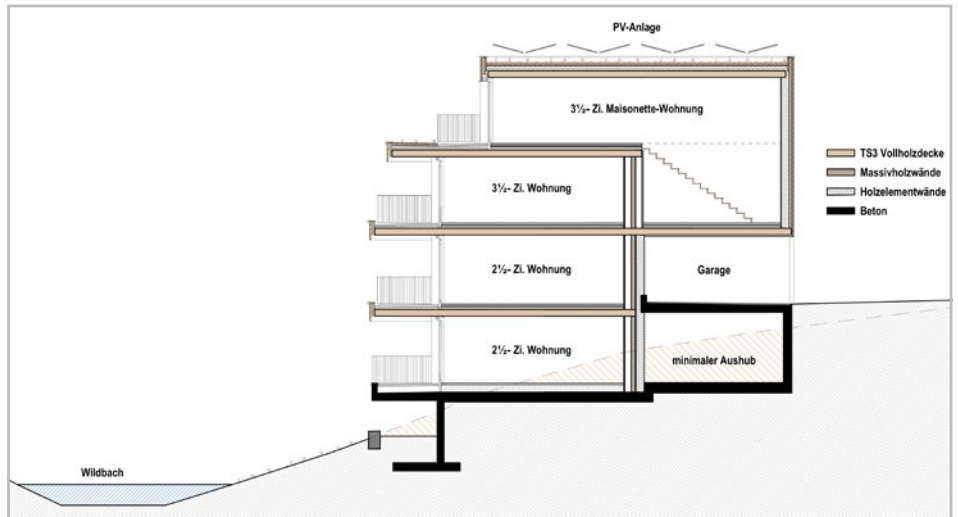 PV-Anlage
3½- Zi. Maisonette-Wohnung
TS3 Vollholzdecke
Massivholzwände
Holzelementwände
Beton
3½- Zi. Wohnung
2½- Zi. Wohnung
Garage
2½- Zi. Wohnung
minimaler Aushub
Wildbach